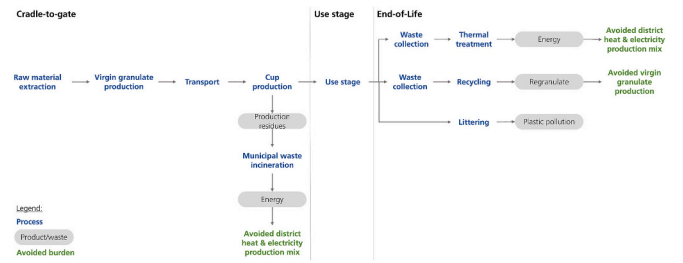 Cradle-to-gate
Use stage
End-of-Life
Waste
collection
Thermal
treatment
Energy
Avoided district
heat & electricity
production mix
Raw material
extraction
Virgin granulate
production
Transport
Cup
production
Use stage
Waste
collection
Recycling
Regranulate
Avoided virgin
granulate
production
Production
residues
Littering
Plastic pollution
Municipal waste
incineration
Energy
Avoided district
heat & electricity
production mix
Legend:
Process
Product/waste
Avoided burden